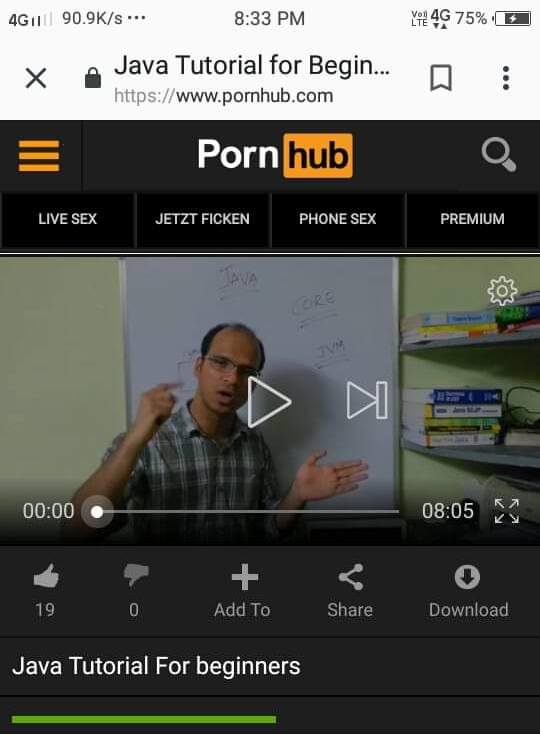 4G 90.9K/s ••• 8:33 PM VoD LTE 4G 75%
Java Tutorial for Begin...
https://www.pornhub.com
Porn hub
LIVE SEX JETZT FICKEN PHONE SEX PREMIUM
JAVA
CORE
JVM
00:00 08:05
19 0 Add To Share Download
Java Tutorial For beginners